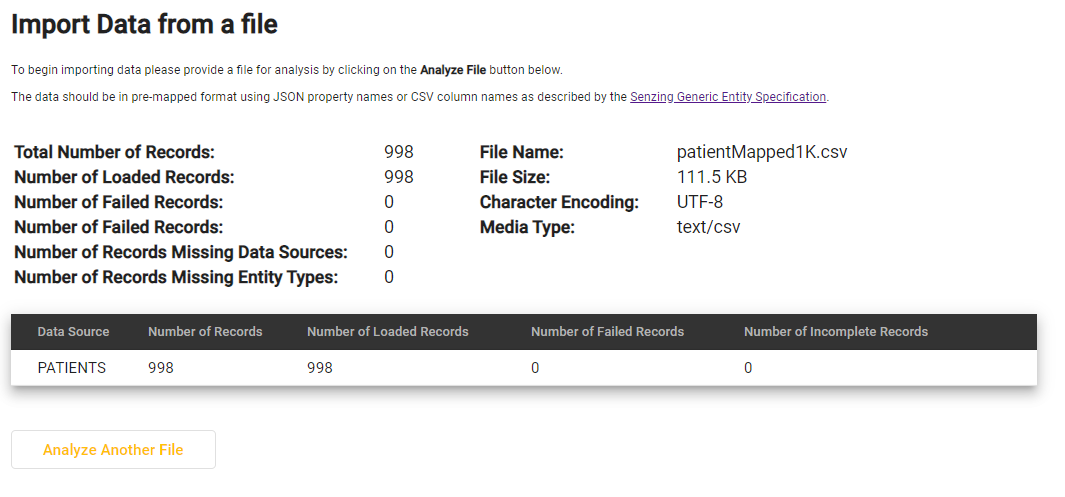 Import Data from a file
To begin importing data please provide a file for analysis by clicking on the Analyze File button below.
The data should be in pre-mapped format using JSON property names or CSV column names as described by the Senzing Generic Entity Specification.
Total Number of Records: 998 File Name: patientMapped1K.csv
Number of Loaded Records: 998 File Size: 111.5 KB
Number of Failed Records: 0 Character Encoding: UTF-8
Number of Failed Records: 0 Media Type: text/csv
Number of Records Missing Data Sources: 0
Number of Records Missing Entity Types: 0
Data Source Number of Records Number of Loaded Records Number of Failed Records Number of Incomplete Records
PATIENTS 998 998 0 0
Analyze Another File